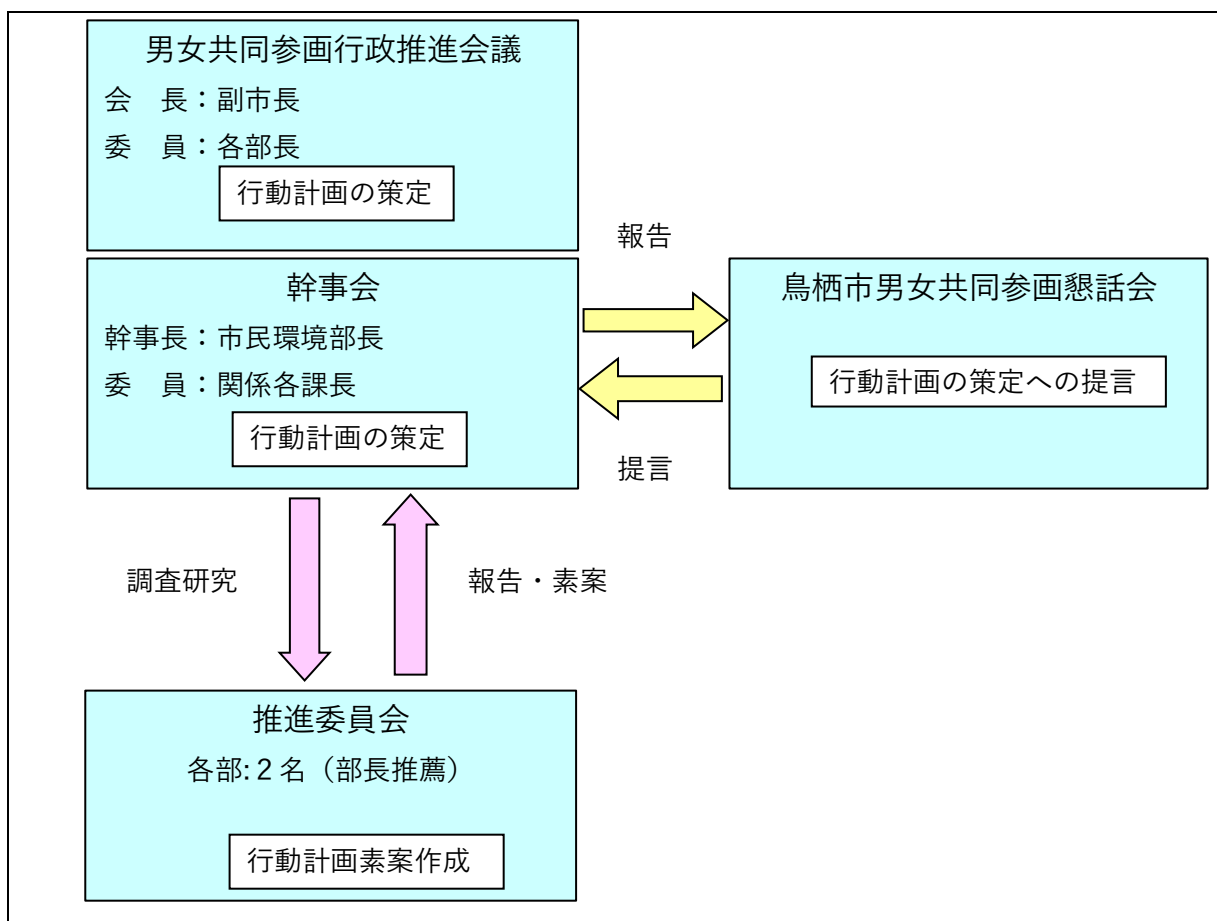 男女共同参画行政推進会議
会　長：副市長
委　員：各部長
行動計画の策定
幹事会
幹事長：市民環境部長
委　員：関係各課長
行動計画の策定
報告
提言
鳥栖市男女共同参画懇話会
行動計画の策定への提言
調査研究
報告・素案
推進委員会
各部:２名（部長推薦）
行動計画素案作成